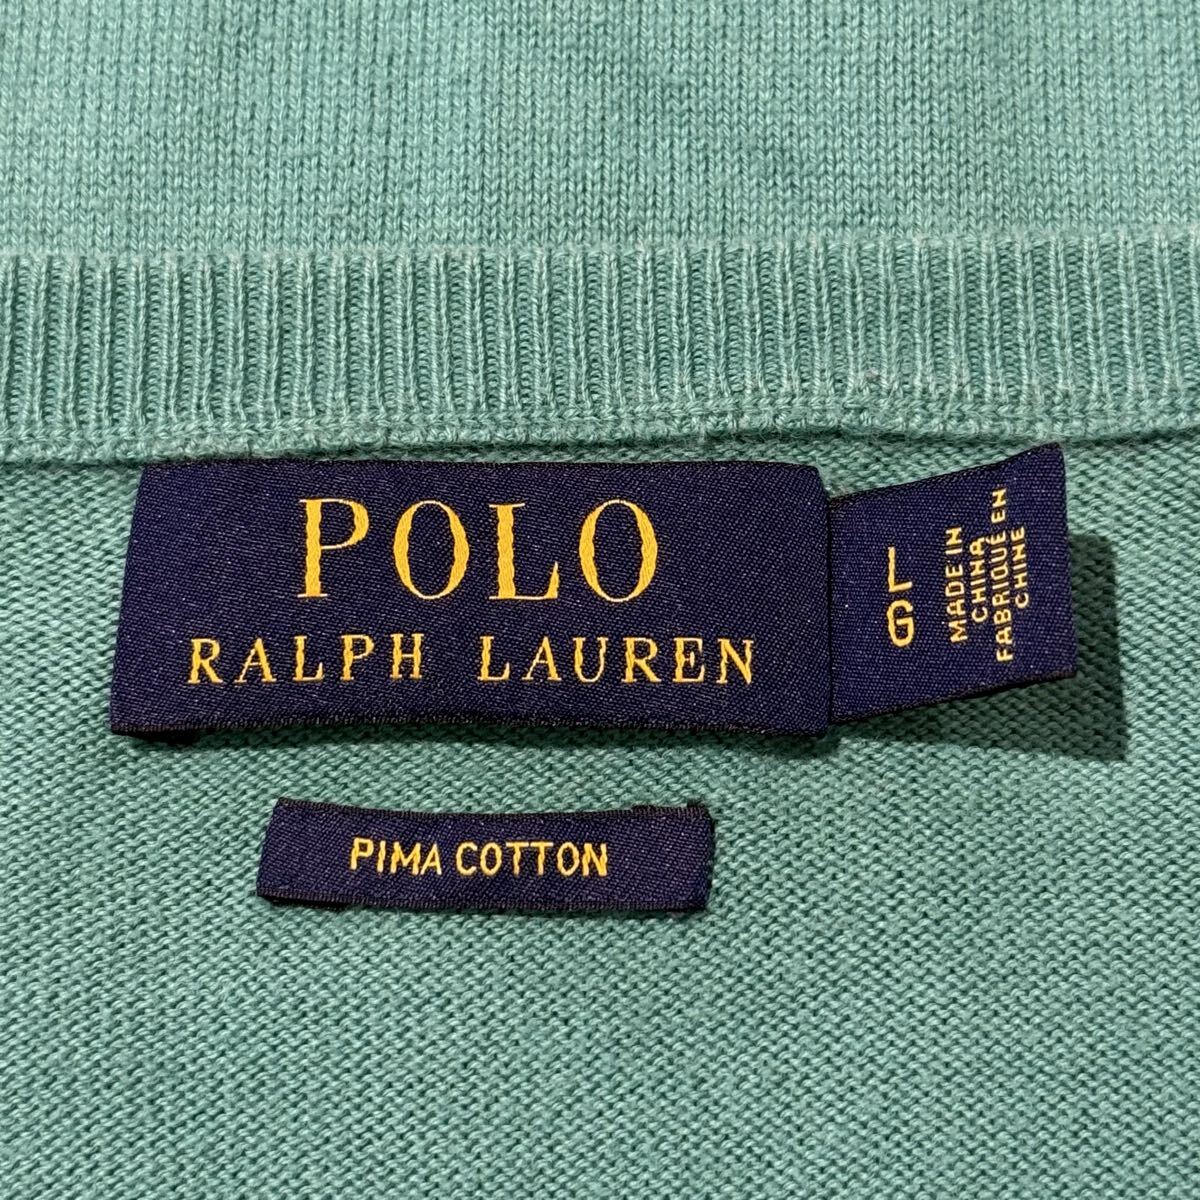 POLO
RALPH LAUREN
L
G
MADE IN
CHINA
FABRIQUÉ EN
CHINE
PIMA COTTON